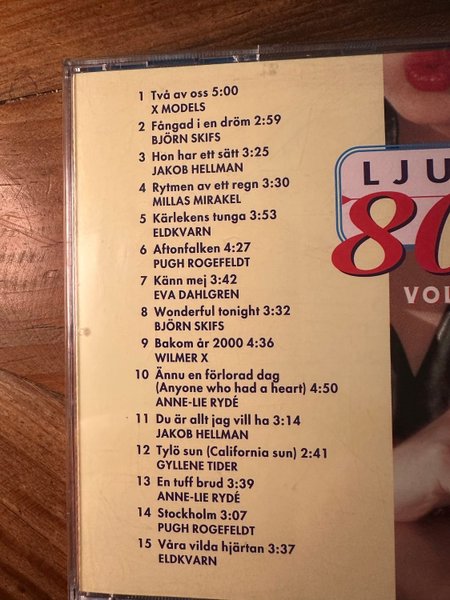 1 Två av oss 5:00
X MODELS
2 Fångad i en dröm 2:59
BJÖRN SKIFS
3 Hon har ett sätt 3:25
JAKOB HELLMAN
4 Rytmen av ett regn 3:30
MILLAS MIRAKEL
5 Kärlekens tunga 3:53
ELDKVARN
6 Aftonfalken 4:27
PUGH ROGEFELDT
7 Känn mej 3:42
EVA DAHLGREN
8 Wonderful tonight 3:32
BJÖRN SKIFS
9 Bakom år 2000 4:36
WILMER X
10 Ännu en förlorad dag
(Anyone who had a heart) 4:50
ANNE-LIE RYDÉ
11 Du är allt jag vill ha 3:14
JAKOB HELLMAN
12 Tylö sun (California sun) 2:41
GYLLENE TIDER
13 En tuff brud 3:39
ANNE-LIE RYDÉ
14 Stockholm 3:07
PUGH ROGEFELDT
15 Våra vilda hjärtan 3:37
ELDKVARN
LJU
80
VOL